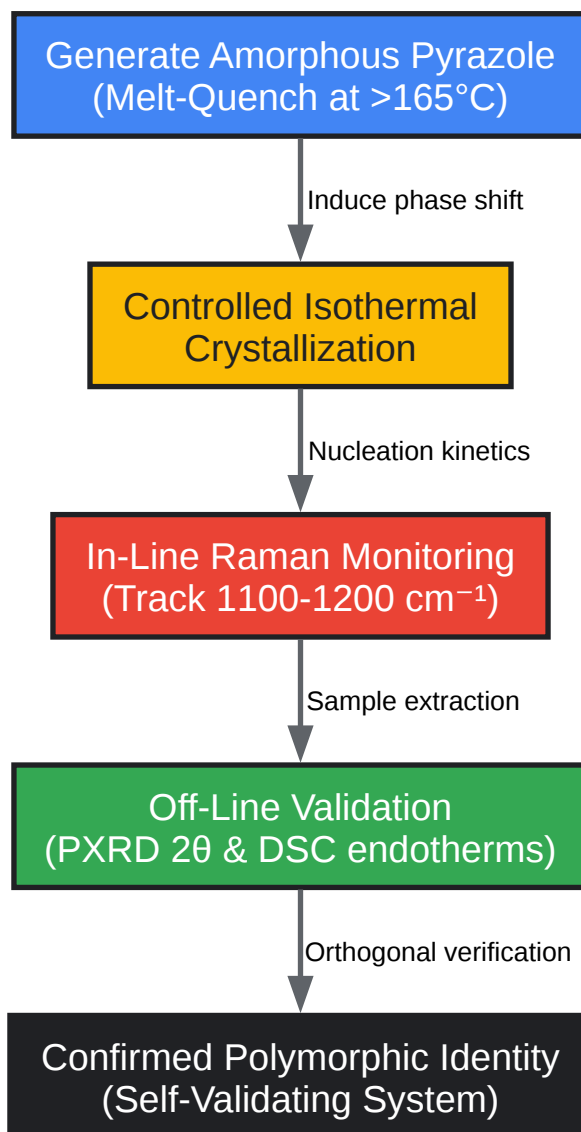 Generate Amorphous Pyrazole
(Melt-Quench at >165°C)
Induce phase shift
Controlled Isothermal
Crystallization
Nucleation kinetics
In-Line Raman Monitoring
(Track 1100-1200 cm⁻¹)
Sample extraction
Off-Line Validation
(PXRD 2θ & DSC endotherms)
Orthogonal verification
Confirmed Polymorphic Identity
(Self-Validating System)